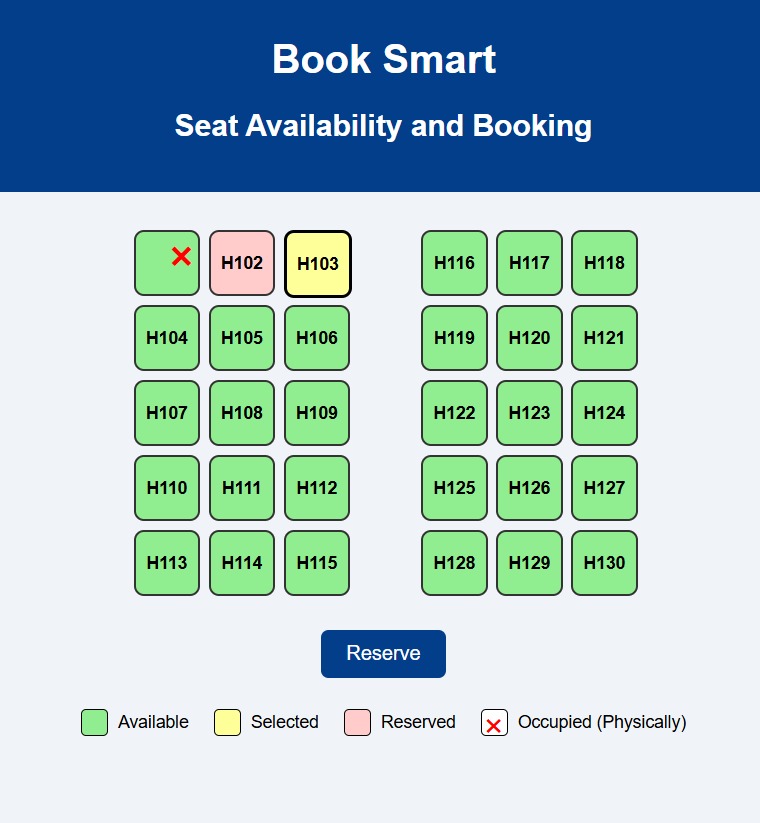 Book Smart
Seat Availability and Booking
H102 H103 H116 H117 H118
H104 H105 H106 H119 H120 H121
H107 H108 H109 H122 H123 H124
H110 H111 H112 H125 H126 H127
H113 H114 H115 H128 H129 H130
Reserve
Available Selected Reserved Occupied (Physically)